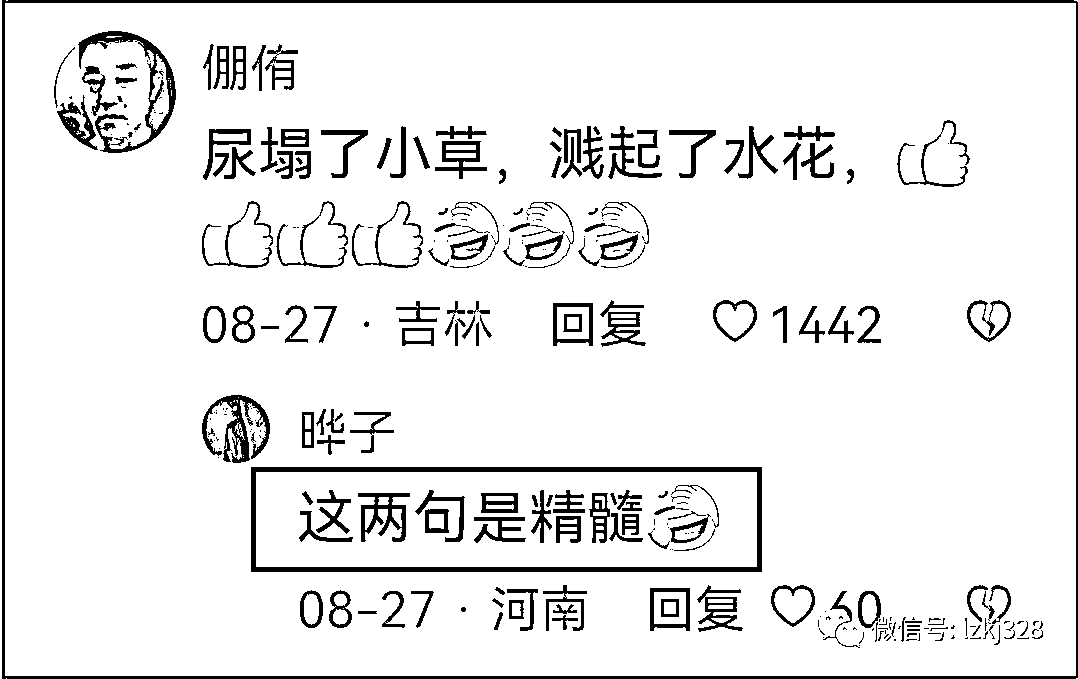 倗侑
尿塌了小草，溅起了水花，👍
👍👍👍🤣🤣🤣
08-27 · 吉林 回复 ♡1442 💔
晔子
这两句是精髓🤣
08-27 · 河南 回复 ♡60 💔
微信号: lzkj328